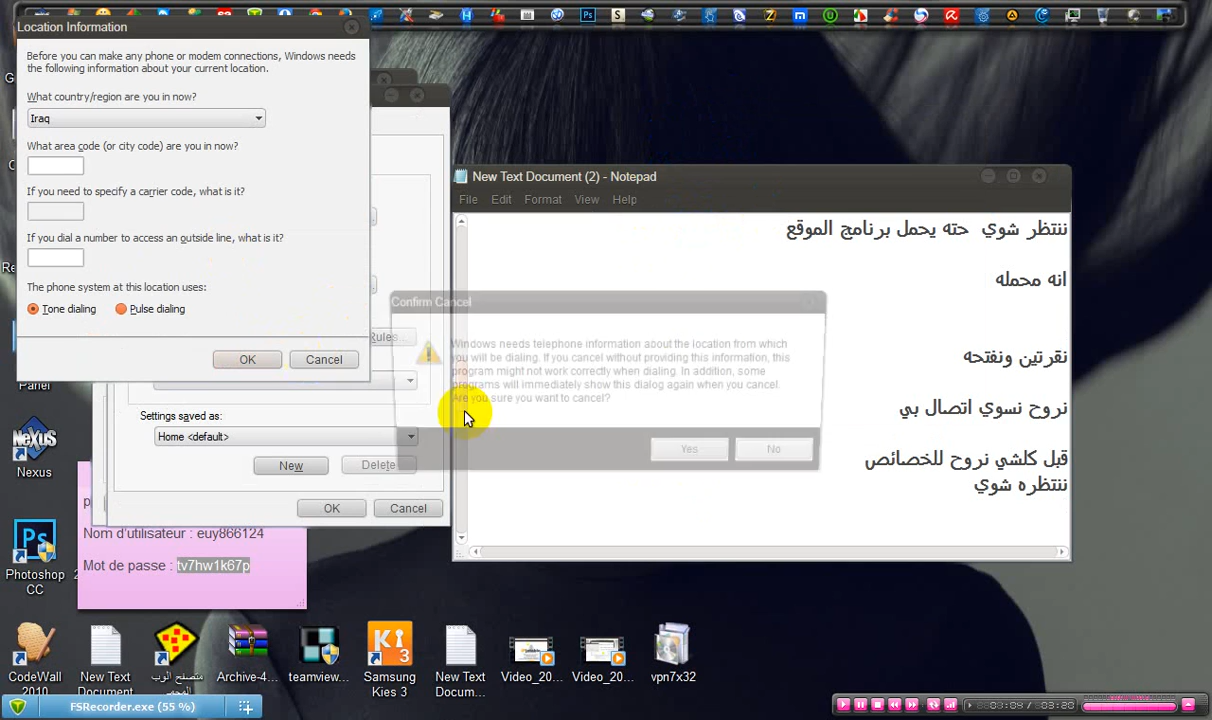 Location Information
Before you can make any phone or modem connections, Windows needs
the following information about your current location.
What country/region are you in now?
Iraq
What area code (or city code) are you in now?
If you need to specify a carrier code, what is it?
If you dial a number to access an outside line, what is it?
The phone system at this location uses:
Tone dialing
Pulse dialing
OK
Cancel
Rules...
Settings saved as:
Home <default>
New
Delete
OK
Cancel
New Text Document (2) - Notepad
File Edit Format View Help
ننتظر شوي حته يحمل برنامج الموقع
انه محمله
نقرتين ونفتحه
نروح نسوي اتصال بي
قبل كلشي نروح للخصائص
ننتظره شوي
Confirm Cancel
Windows needs telephone information about the location from which
you will be dialing. If you cancel without providing this information, this
program might not work correctly when dialing. In addition, some
programs will immediately show this dialog again when you cancel.
Are you sure you want to cancel?
Yes
No
Nom d'utilisateur : euy866124
Mot de passe : tv7hw1k67p
Panel
Nexus
Photoshop
CC
CodeWall
2010
New Text
Document
متصفح الوب
Archive-4...
teamview...
Samsung
Kies 3
New Text
Docum...
Video_20...
Video_20...
vpn7x32
FSRecorder.exe (55 %)